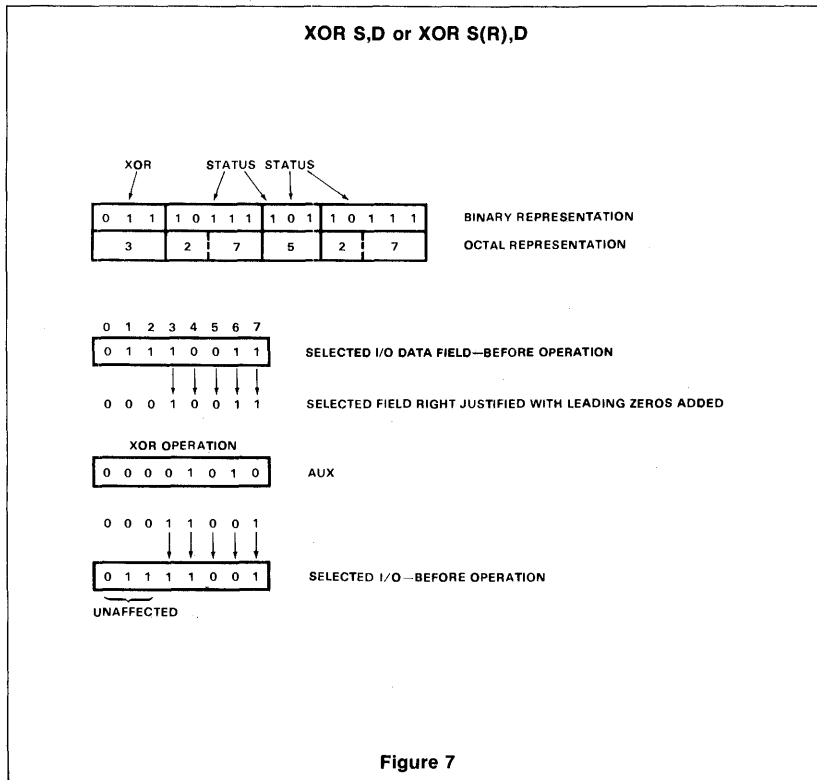 XOR S,D or XOR S(R),D
XOR STATUS STATUS
0 1 1 1 0 1 1 1 1 0 1 1 0 1 1 1 BINARY REPRESENTATION
3 2 7 5 2 7 OCTAL REPRESENTATION
0 1 2 3 4 5 6 7
0 1 1 1 0 0 1 1 SELECTED I/O DATA FIELD—BEFORE OPERATION
0 0 0 1 0 0 1 1 SELECTED FIELD RIGHT JUSTIFIED WITH LEADING ZEROS ADDED
XOR OPERATION
0 0 0 0 1 0 1 0 AUX
0 0 0 1 1 0 0 1
0 1 1 1 1 0 0 1 SELECTED I/O—BEFORE OPERATION
UNAFFECTED
Figure 7